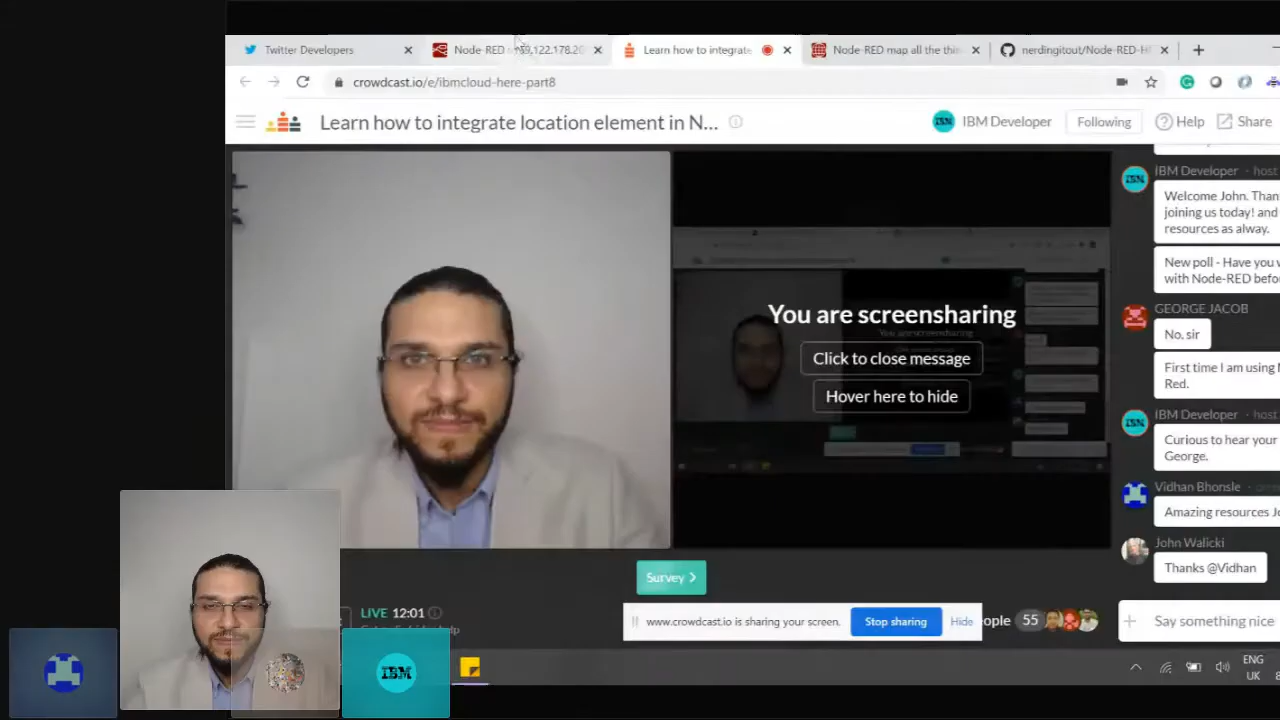 Twitter Developers
Node-RED
Learn how to integrate
Node-RED map all the thin
nerdingitout/Node-RED-H
crowdcast.io/e/ibmcloud-here-part8
Learn how to integrate location element in N...
IBM Developer
Following
Help
Share
You are screensharing
Click to close message
Hover here to hide
IBM Developer - host
Welcome John. Than
joining us today! and
resources as alway.
New poll - Have you
with Node-RED befor
GEORGE JACOB
No, sir
First time I am using
Red.
IBM Developer - host
Curious to hear your
George.
Vidhan Bhonsle
Amazing resources Jo
John Walicki
Thanks @Vidhan
Survey
LIVE 12:01
www.crowdcast.io is sharing your screen.
Stop sharing
Hide
ople 55
Say something nice
IBM
ENG
UK